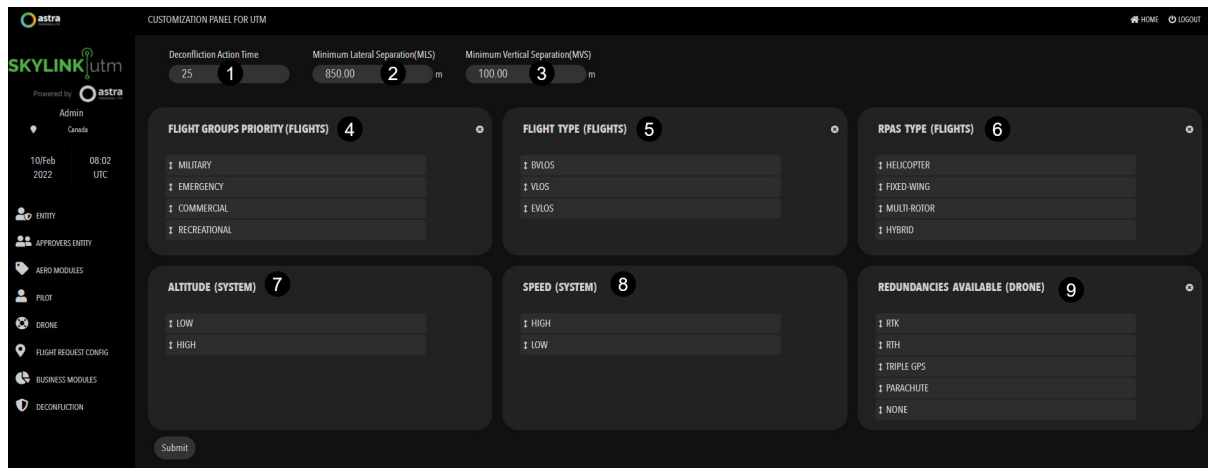 astra
CUSTOMIZATION PANEL FOR UTM
HOME
LOGOUT
SKYLINK utm
Powered by astra
Admin
Canada
10/Feb 2022
08:02 UTC
ENTITY
APPROVERS ENTITY
AERO MODULES
PILOT
DRONE
FLIGHT REQUEST CONFIG
BUSINESS MODULES
DECONFLICTION
Deconfliction Action Time
25
1
Minimum Lateral Separation(MLS)
850.00
2
m
Minimum Vertical Separation(MVS)
100.00
3
m
FLIGHT GROUPS PRIORITY (FLIGHTS)
4
MILITARY
EMERGENCY
COMMERCIAL
RECREATIONAL
FLIGHT TYPE (FLIGHTS)
5
BVLOS
VLOS
EVLOS
RPAS TYPE (FLIGHTS)
6
HELICOPTER
FIXED-WING
MULTI-ROTOR
HYBRID
ALTITUDE (SYSTEM)
7
LOW
HIGH
SPEED (SYSTEM)
8
HIGH
LOW
REDUNDANCIES AVAILABLE (DRONE)
9
RTK
RTH
TRIPLE GPS
PARACHUTE
NONE
Submit